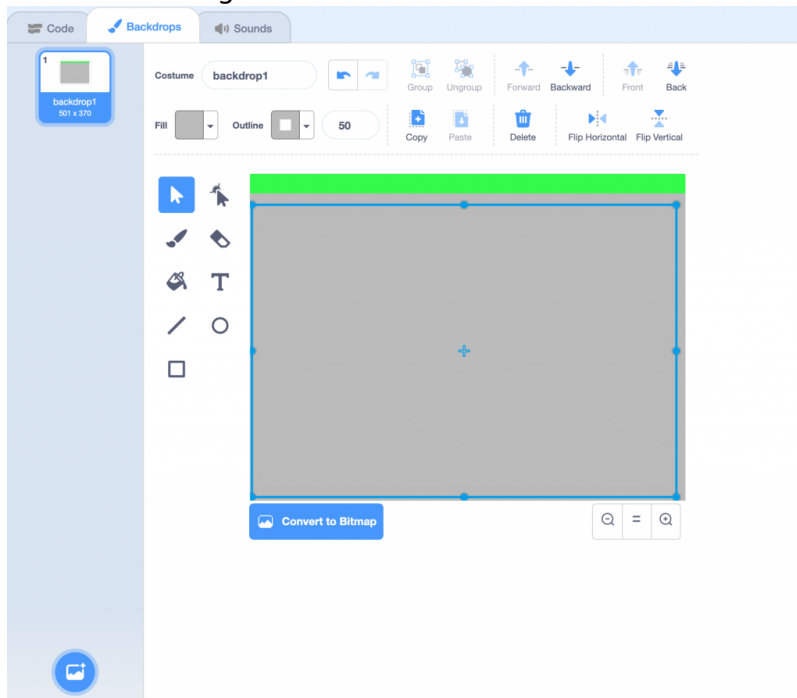 Code
Backdrops
Sounds
1
backdrop1
501 x 370
Costume
backdrop1
Group
Ungroup
Forward
Backward
Front
Back
Fill
Outline
50
Copy
Paste
Delete
Flip Horizontal
Flip Vertical
T
Convert to Bitmap
=